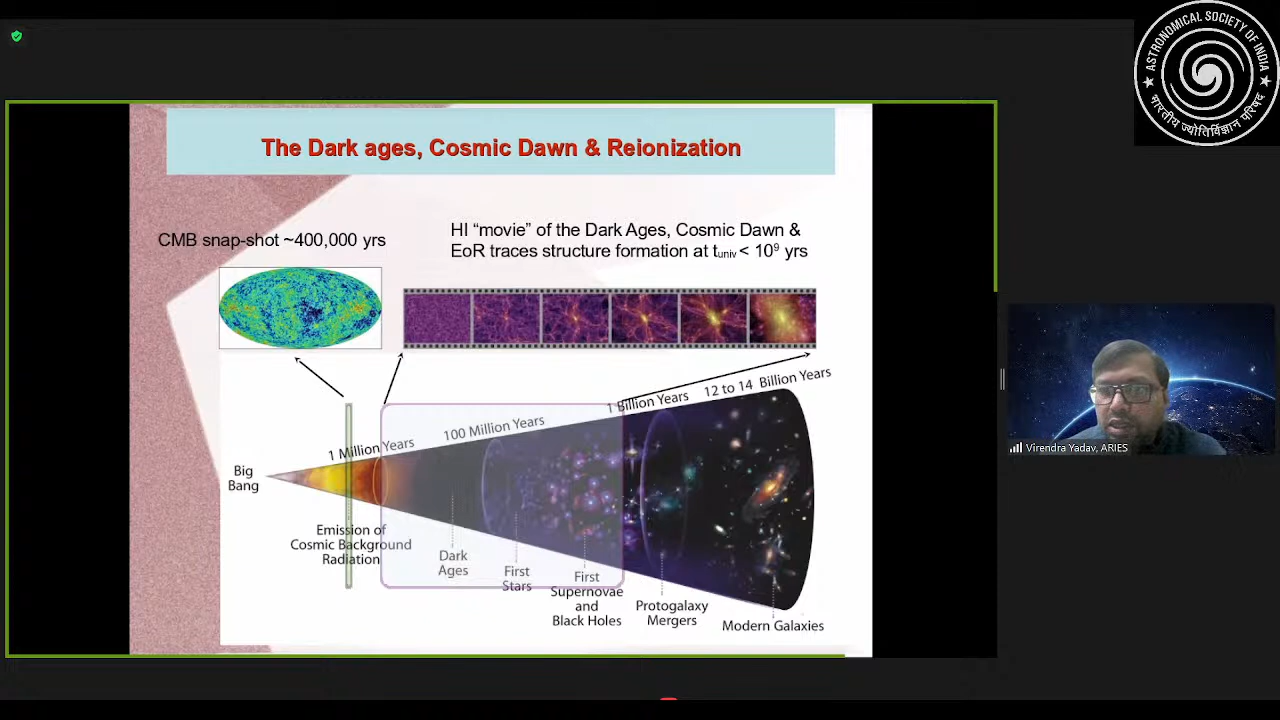 ASTRONOMICAL SOCIETY OF INDIA
भारतीय ज्योतिर्विज्ञान परिषद
The Dark ages, Cosmic Dawn & Reionization
CMB snap-shot ~400,000 yrs
HI “movie” of the Dark Ages, Cosmic Dawn &
EoR traces structure formation at tuniv < 10⁹ yrs
1 Million Years
100 Million Years
1 Billion Years
12 to 14 Billion Years
Big
Bang
Emission of
Cosmic Background
Radiation
Dark
Ages
First
Stars
First
Supernovae
and
Black Holes
Protogalaxy
Mergers
Modern Galaxies
Virendra Yadav, ARIES